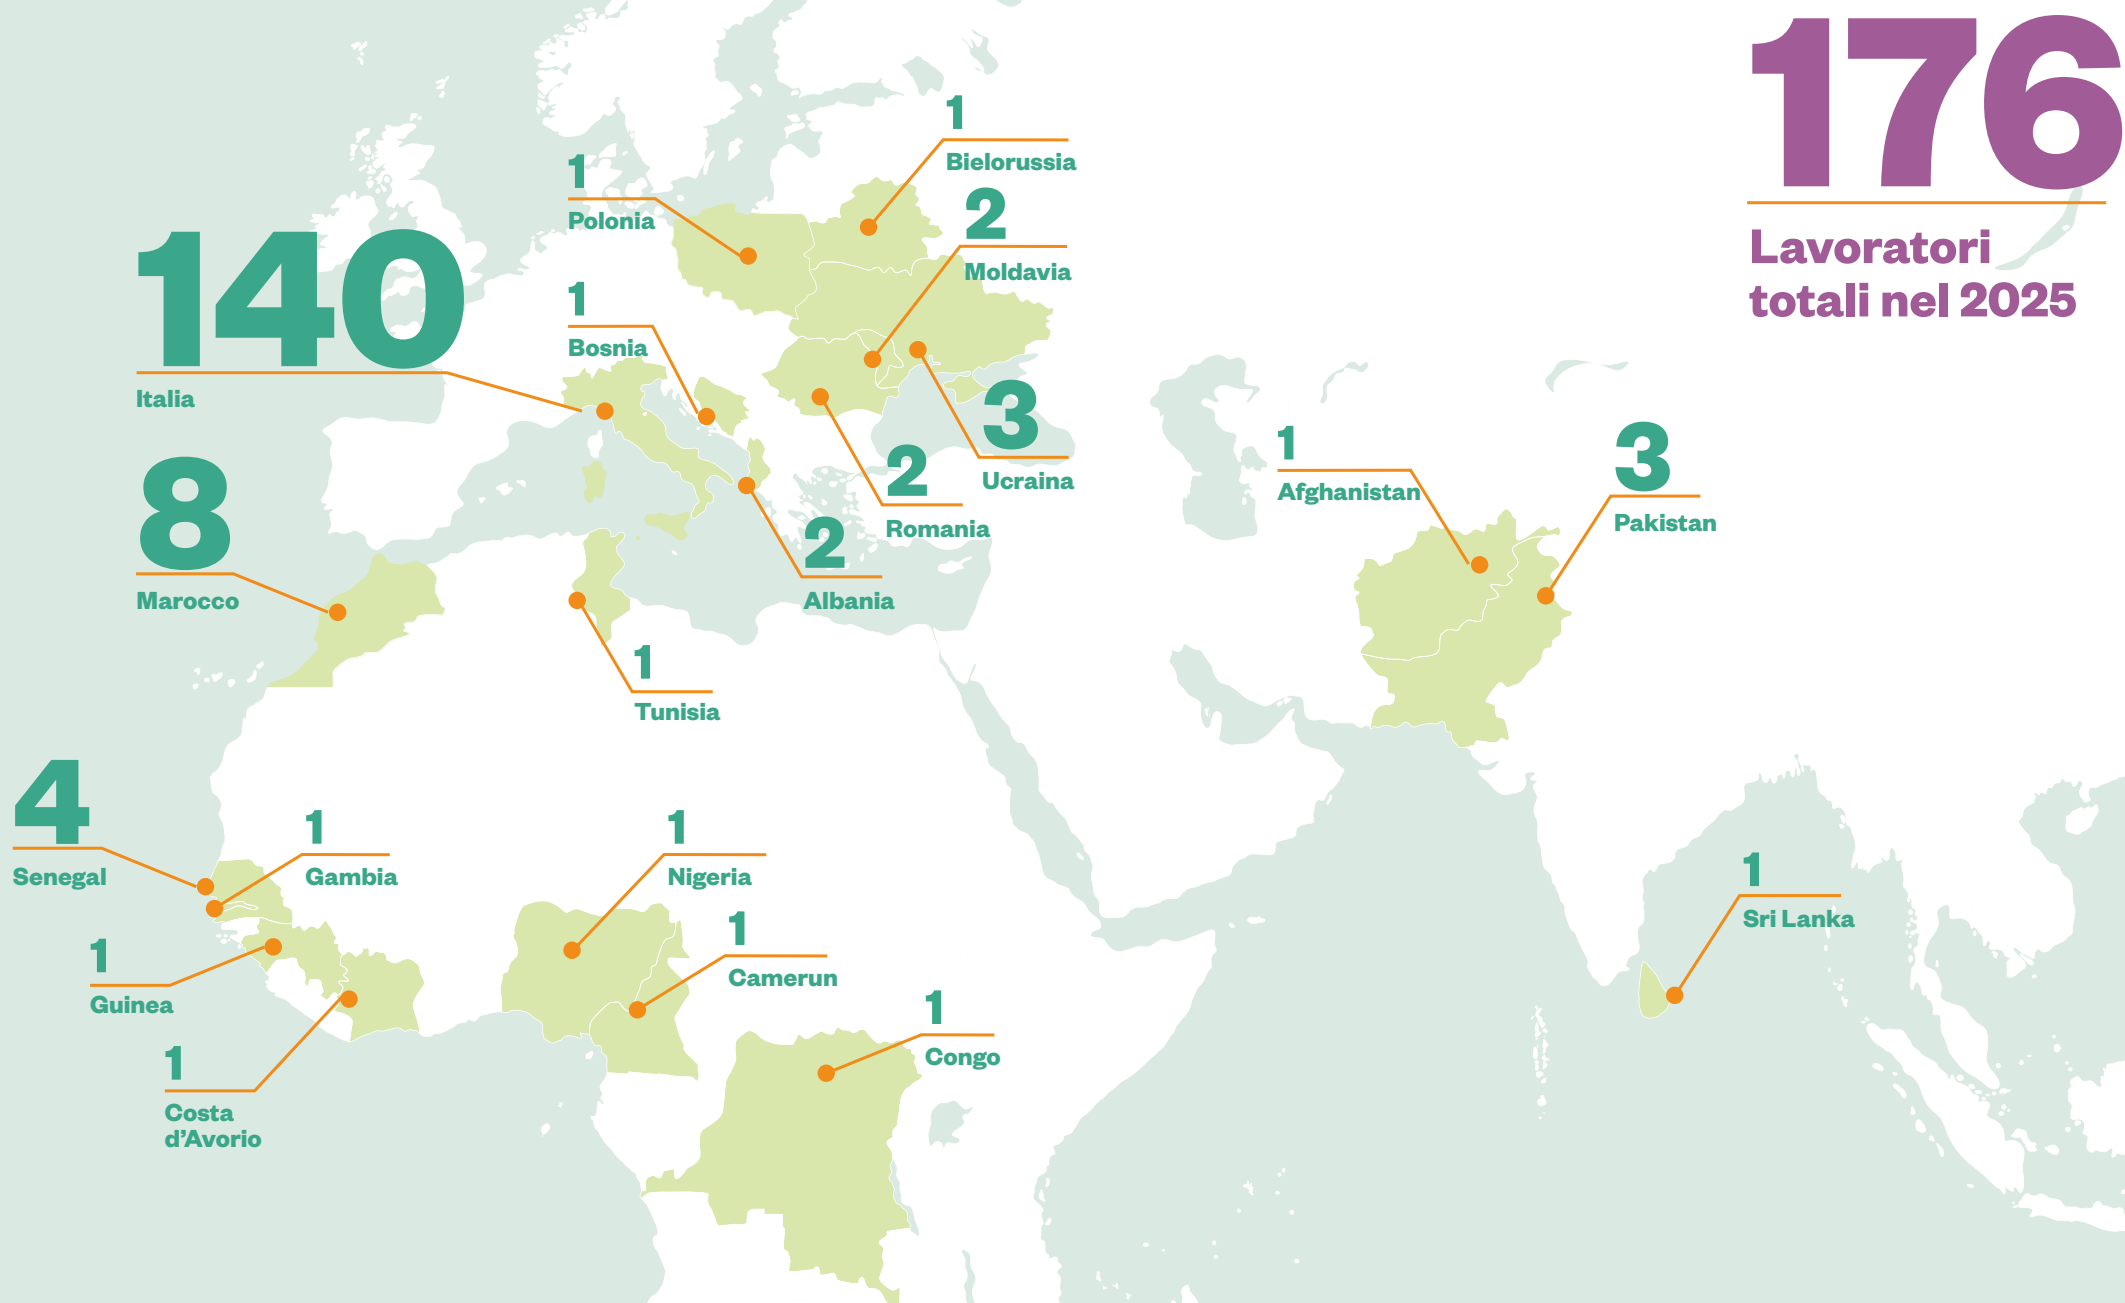 176
Lavoratori
totali nel 2025
1
Bielorussia
1
Polonia
2
Moldavia
140
Italia
1
Bosnia
3
Ucraina
2
Romania
2
Albania
8
Marocco
1
Tunisia
1
Afghanistan
3
Pakistan
4
Senegal
1
Gambia
1
Nigeria
1
Camerun
1
Guinea
1
Congo
1
Costa
d'Avorio
1
Sri Lanka